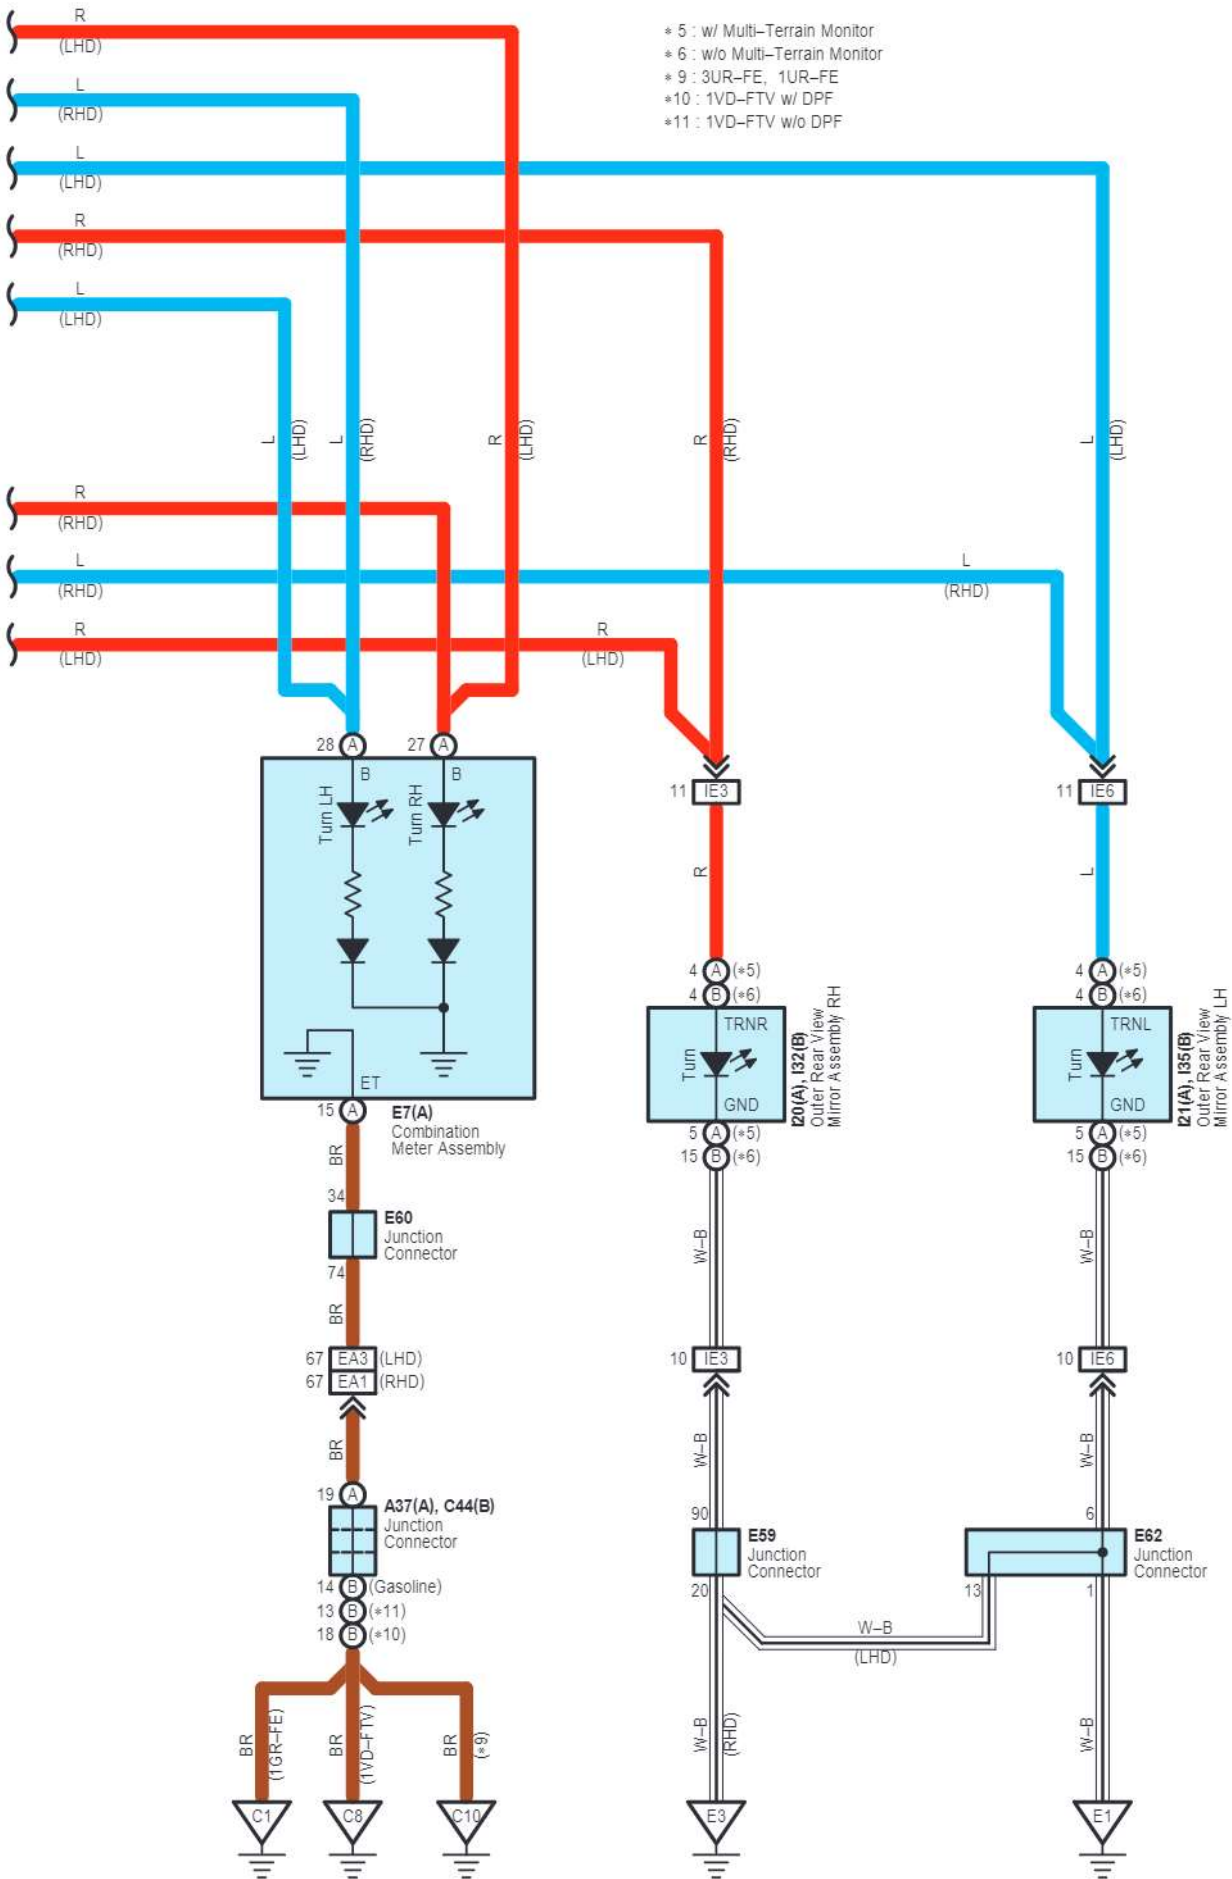 R
(LHD)
L
(RHD)
L
(LHD)
R
(RHD)
L
(LHD)
* 5 : w/ Multi–Terrain Monitor
* 6 : w/o Multi–Terrain Monitor
* 9 : 3UR–FE, 1UR–FE
*10 : 1VD–FTV w/ DPF
*11 : 1VD–FTV w/o DPF
L
(LHD)
L
(RHD)
R
(LHD)
R
(RHD)
L
(LHD)
R
(RHD)
L
(RHD)
L
(RHD)
R
(LHD)
R
(LHD)
28 A
27 A
B
B
Turn LH
Turn RH
ET
15 A
E7(A)
Combination
Meter Assembly
BR
34
E60
Junction
Connector
74
BR
67 EA3 (LHD)
67 EA1 (RHD)
BR
19 A
A37(A), C44(B)
Junction
Connector
14 B (Gasoline)
13 B (*11)
18 B (*10)
BR
(1GR–FE)
BR
(1VD–FTV)
BR
(*9)
C1
C8
C10
11 IE3
R
4 A (*5)
4 B (*6)
TRNR
Turn
GND
I20(A), I32(B)
Outer Rear View
Mirror Assembly RH
5 A (*5)
15 B (*6)
W–B
10 IE3
W–B
90
E59
Junction
Connector
20
W–B
(LHD)
W–B
(RHD)
E3
11 IE6
L
4 A (*5)
4 B (*6)
TRNL
Turn
GND
I21(A), I35(B)
Outer Rear View
Mirror Assembly LH
5 A (*5)
15 B (*6)
W–B
10 IE6
W–B
6
E62
Junction
Connector
13
1
W–B
E1